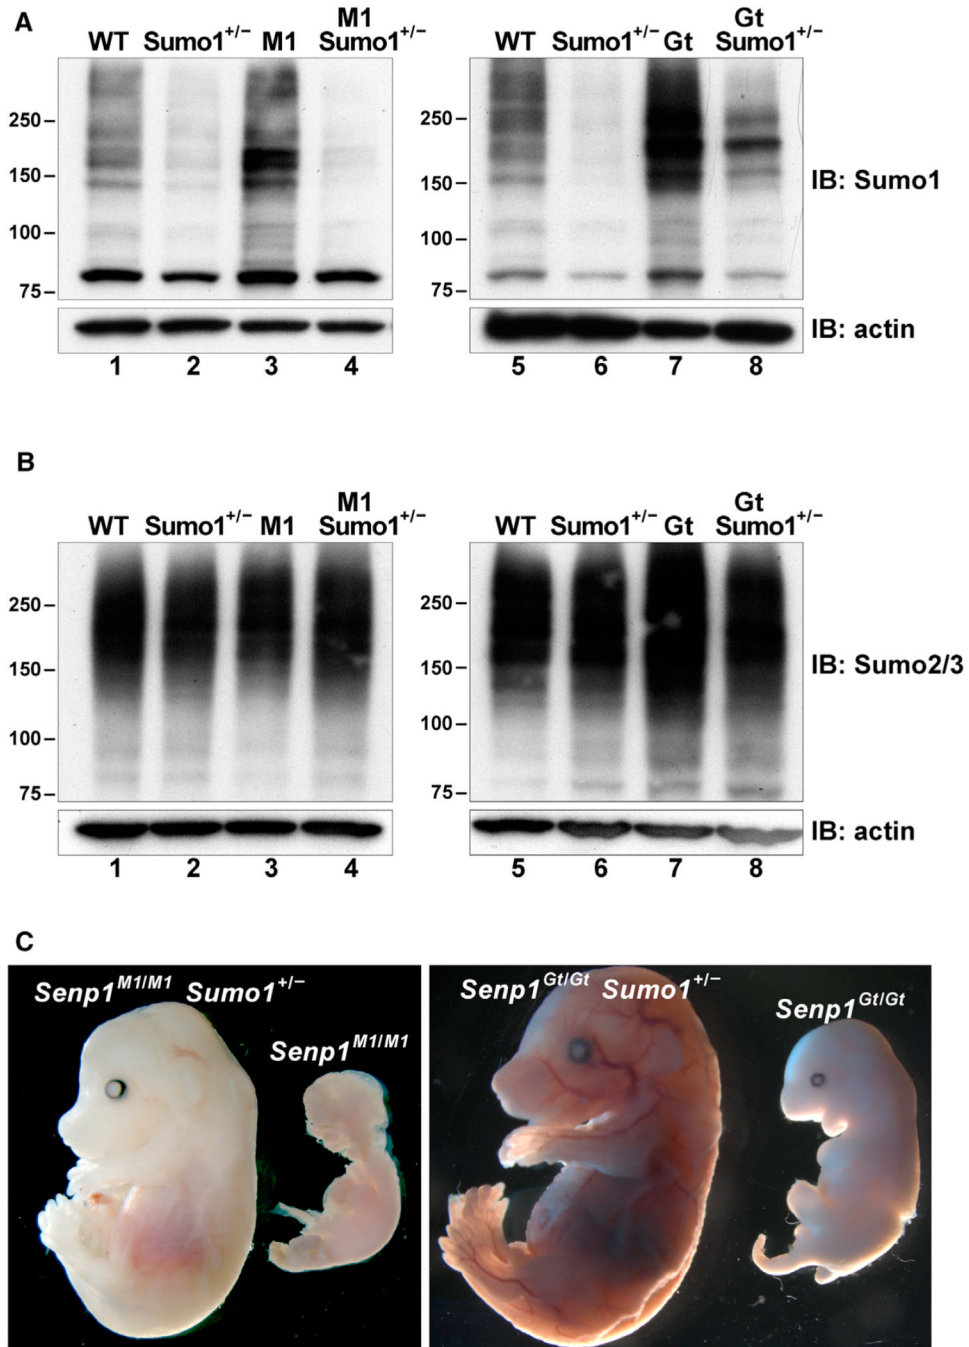 A
M1 Gt
WT Sumo1+/− M1 Sumo1+/− WT Sumo1+/− Gt Sumo1+/−
250 250
150 150
IB: Sumo1
100 100
75 75
IB: actin
1 2 3 4 5 6 7 8
B
M1 Gt
WT Sumo1+/− M1 Sumo1+/− WT Sumo1+/− Gt Sumo1+/−
250 250
150 150
IB: Sumo2/3
100 100
75 75
IB: actin
1 2 3 4 5 6 7 8
C
Senp1M1/M1 Sumo1+/− Senp1Gt/Gt Sumo1+/−
Senp1M1/M1 Senp1Gt/Gt